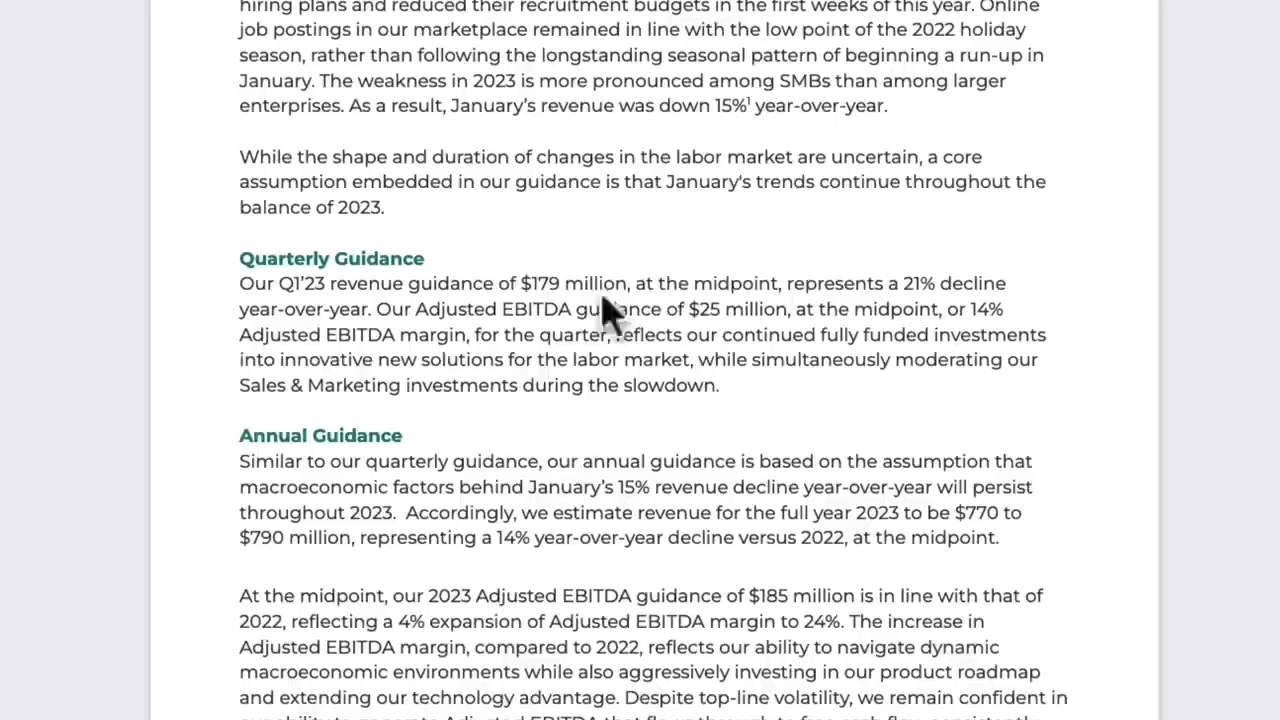 hiring plans and reduced their recruitment budgets in the first weeks of this year. Online
job postings in our marketplace remained in line with the low point of the 2022 holiday
season, rather than following the longstanding seasonal pattern of beginning a run-up in
January. The weakness in 2023 is more pronounced among SMBs than among larger
enterprises. As a result, January’s revenue was down 15%¹ year-over-year.
While the shape and duration of changes in the labor market are uncertain, a core
assumption embedded in our guidance is that January's trends continue throughout the
balance of 2023.
Quarterly Guidance
Our Q1’23 revenue guidance of $179 million, at the midpoint, represents a 21% decline
year-over-year. Our Adjusted EBITDA guidance of $25 million, at the midpoint, or 14%
Adjusted EBITDA margin, for the quarter, reflects our continued fully funded investments
into innovative new solutions for the labor market, while simultaneously moderating our
Sales & Marketing investments during the slowdown.
Annual Guidance
Similar to our quarterly guidance, our annual guidance is based on the assumption that
macroeconomic factors behind January’s 15% revenue decline year-over-year will persist
throughout 2023.  Accordingly, we estimate revenue for the full year 2023 to be $770 to
$790 million, representing a 14% year-over-year decline versus 2022, at the midpoint.
At the midpoint, our 2023 Adjusted EBITDA guidance of $185 million is in line with that of
2022, reflecting a 4% expansion of Adjusted EBITDA margin to 24%. The increase in
Adjusted EBITDA margin, compared to 2022, reflects our ability to navigate dynamic
macroeconomic environments while also aggressively investing in our product roadmap
and extending our technology advantage. Despite top-line volatility, we remain confident in
our ability to generate Adjusted EBITDA that flows through to free cash flow, consistently